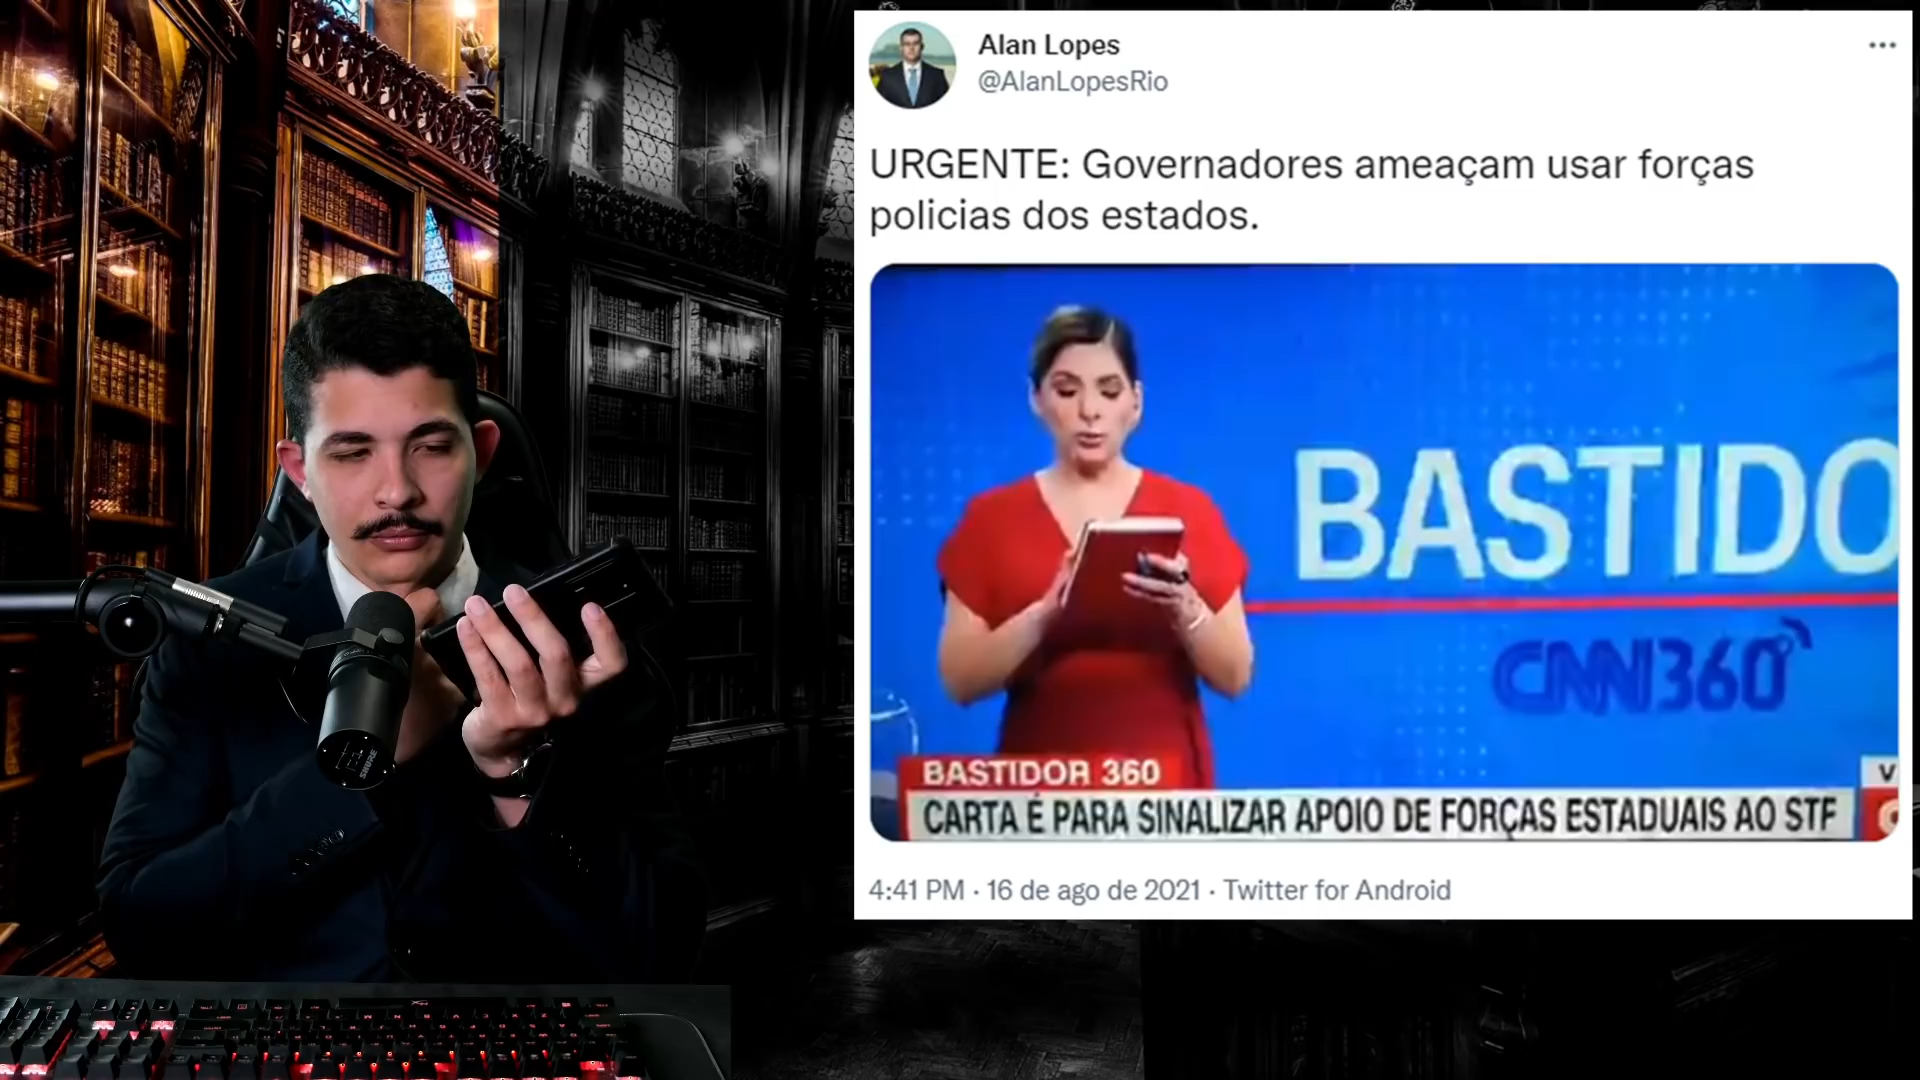 Alan Lopes
@AlanLopesRio
URGENTE: Governadores ameaçam usar forças
policias dos estados.
BASTIDO
CNN360°
BASTIDOR 360
V
CARTA É PARA SINALIZAR APOIO DE FORÇAS ESTADUAIS AO STF
4:41 PM · 16 de ago de 2021 · Twitter for Android
SHURE